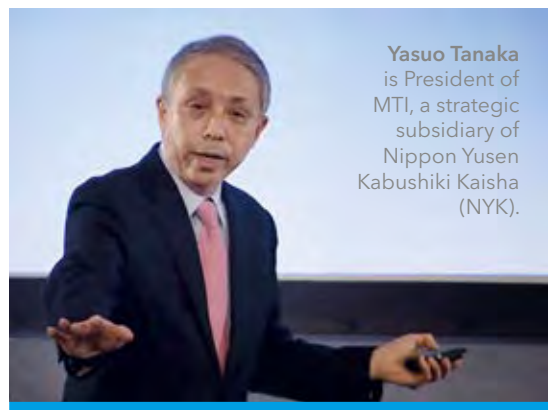 Yasuo Tanaka
is President of
MTI, a strategic
subsidiary of
Nippon Yusen
Kabushiki Kaisha
(NYK).